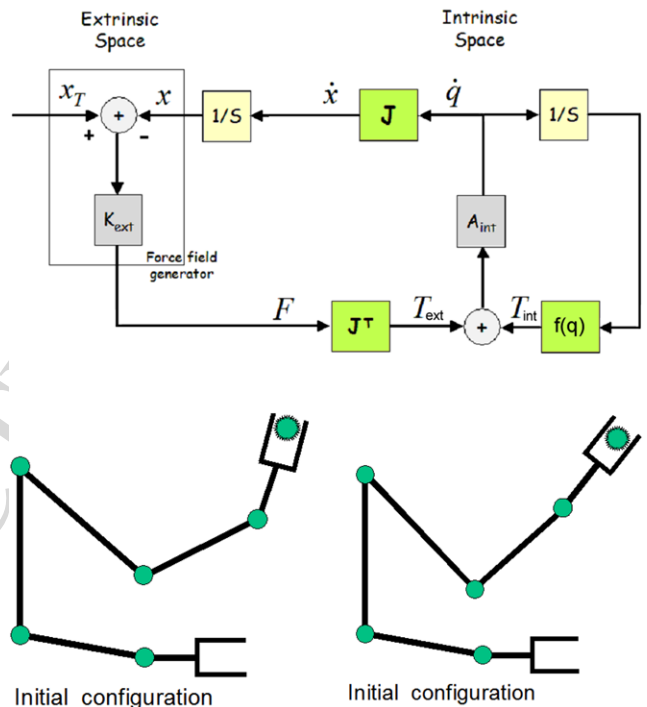 Extrinsic
Space
Intrinsic
Space
x_T
x
ẋ
q̇
+
+
-
1/S
J
1/S
K_ext
A_int
Force field
generator
F
J^T
T_ext
+
T_int
f(q)
Initial configuration
Initial configuration